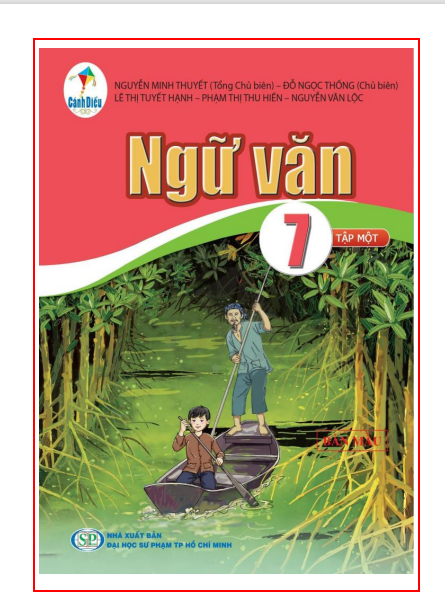 Cánh Diều
NGUYỄN MINH THUYẾT (Tổng Chủ biên) – ĐỖ NGỌC THỐNG (Chủ biên)
LÊ THỊ TUYẾT HẠNH – PHẠM THỊ THU HIỀN – NGUYỄN VĂN LỘC
Ngữ văn
7
TẬP MỘT
BẢN MẪU
SP
NHÀ XUẤT BẢN
ĐẠI HỌC SƯ PHẠM TP HỒ CHÍ MINH